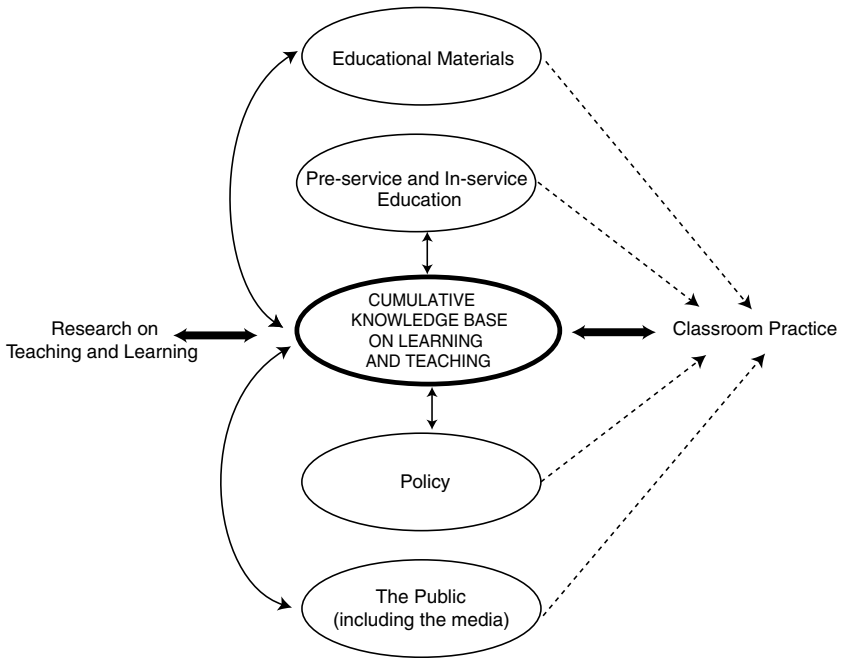 Educational Materials
Pre-service and In-service
Education
CUMULATIVE
KNOWLEDGE BASE
ON LEARNING
AND TEACHING
Research on
Teaching and Learning
Classroom Practice
Policy
The Public
(including the media)